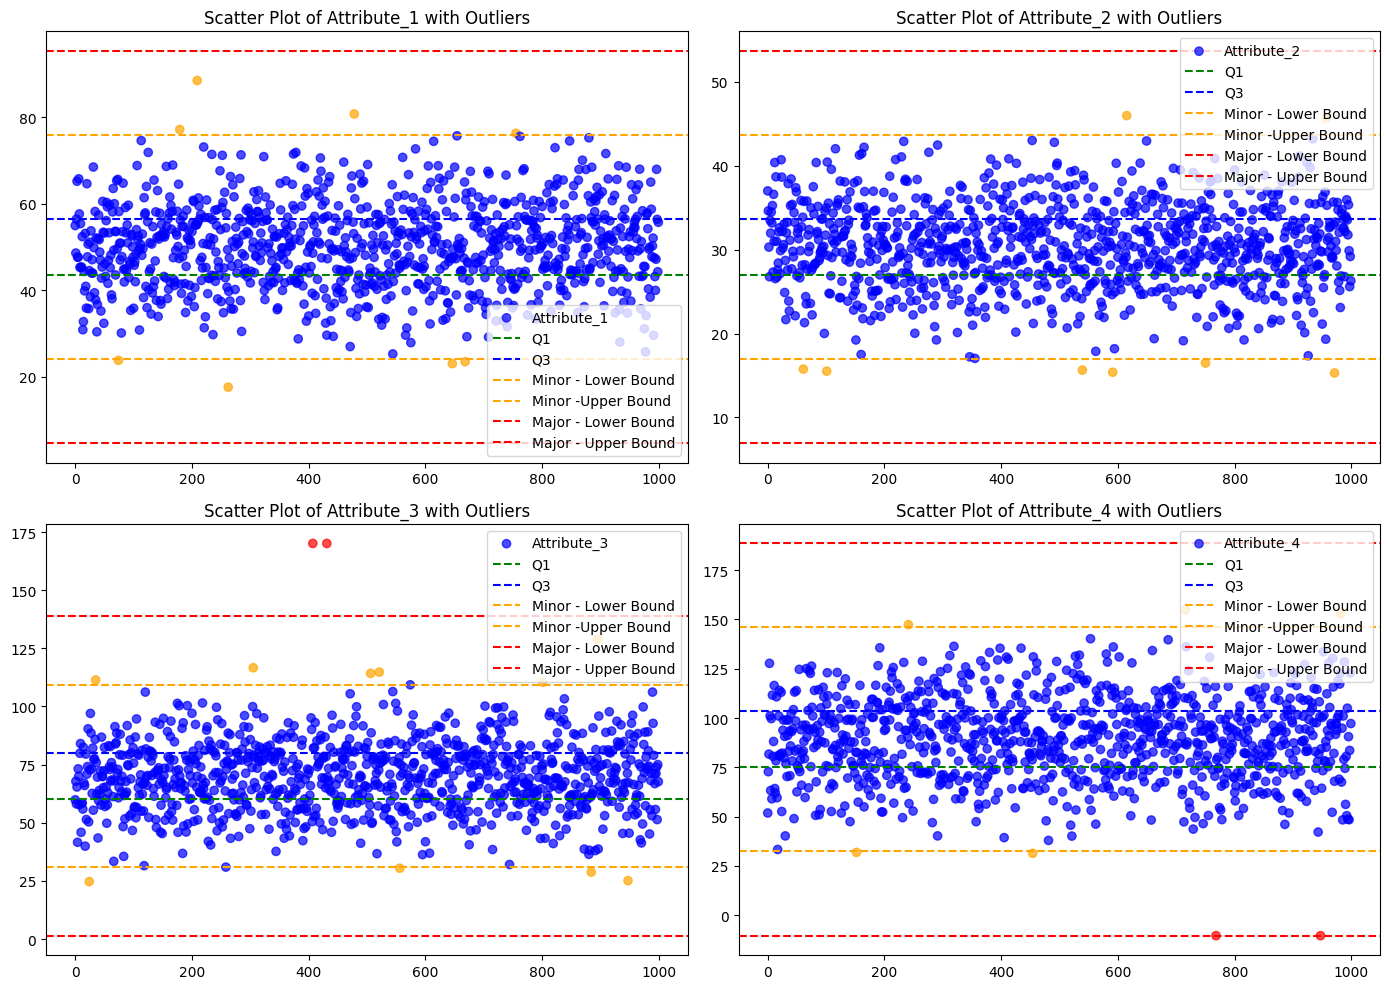 Scatter Plot of Attribute_1 with Outliers
80
60
40
20
0 200 400 600 800 1000
Attribute_1
Q1
Q3
Minor - Lower Bound
Minor -Upper Bound
Major - Lower Bound
Major - Upper Bound
Scatter Plot of Attribute_2 with Outliers
50
40
30
20
10
0 200 400 600 800 1000
Attribute_2
Q1
Q3
Minor - Lower Bound
Minor -Upper Bound
Major - Lower Bound
Major - Upper Bound
Scatter Plot of Attribute_3 with Outliers
175
150
125
100
75
50
25
0
0 200 400 600 800 1000
Attribute_3
Q1
Q3
Minor - Lower Bound
Minor -Upper Bound
Major - Lower Bound
Major - Upper Bound
Scatter Plot of Attribute_4 with Outliers
175
150
125
100
75
50
25
0
0 200 400 600 800 1000
Attribute_4
Q1
Q3
Minor - Lower Bound
Minor -Upper Bound
Major - Lower Bound
Major - Upper Bound